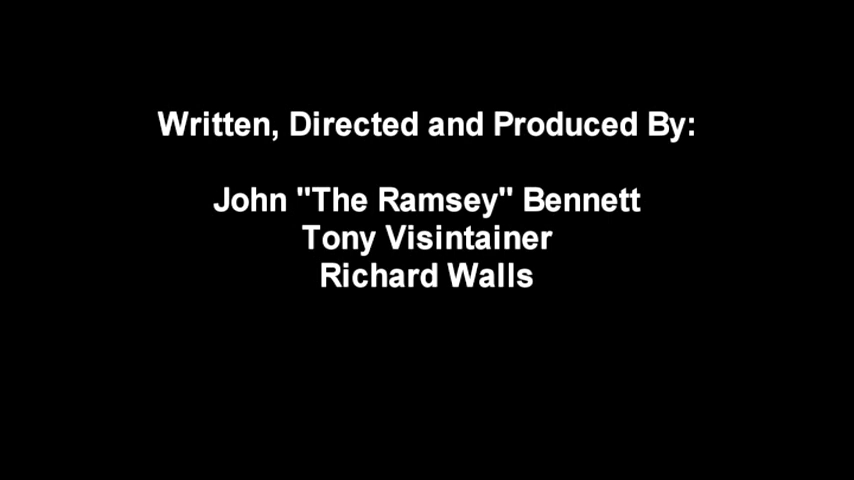 Written, Directed and Produced By:
John "The Ramsey" Bennett
Tony Visintainer
Richard Walls